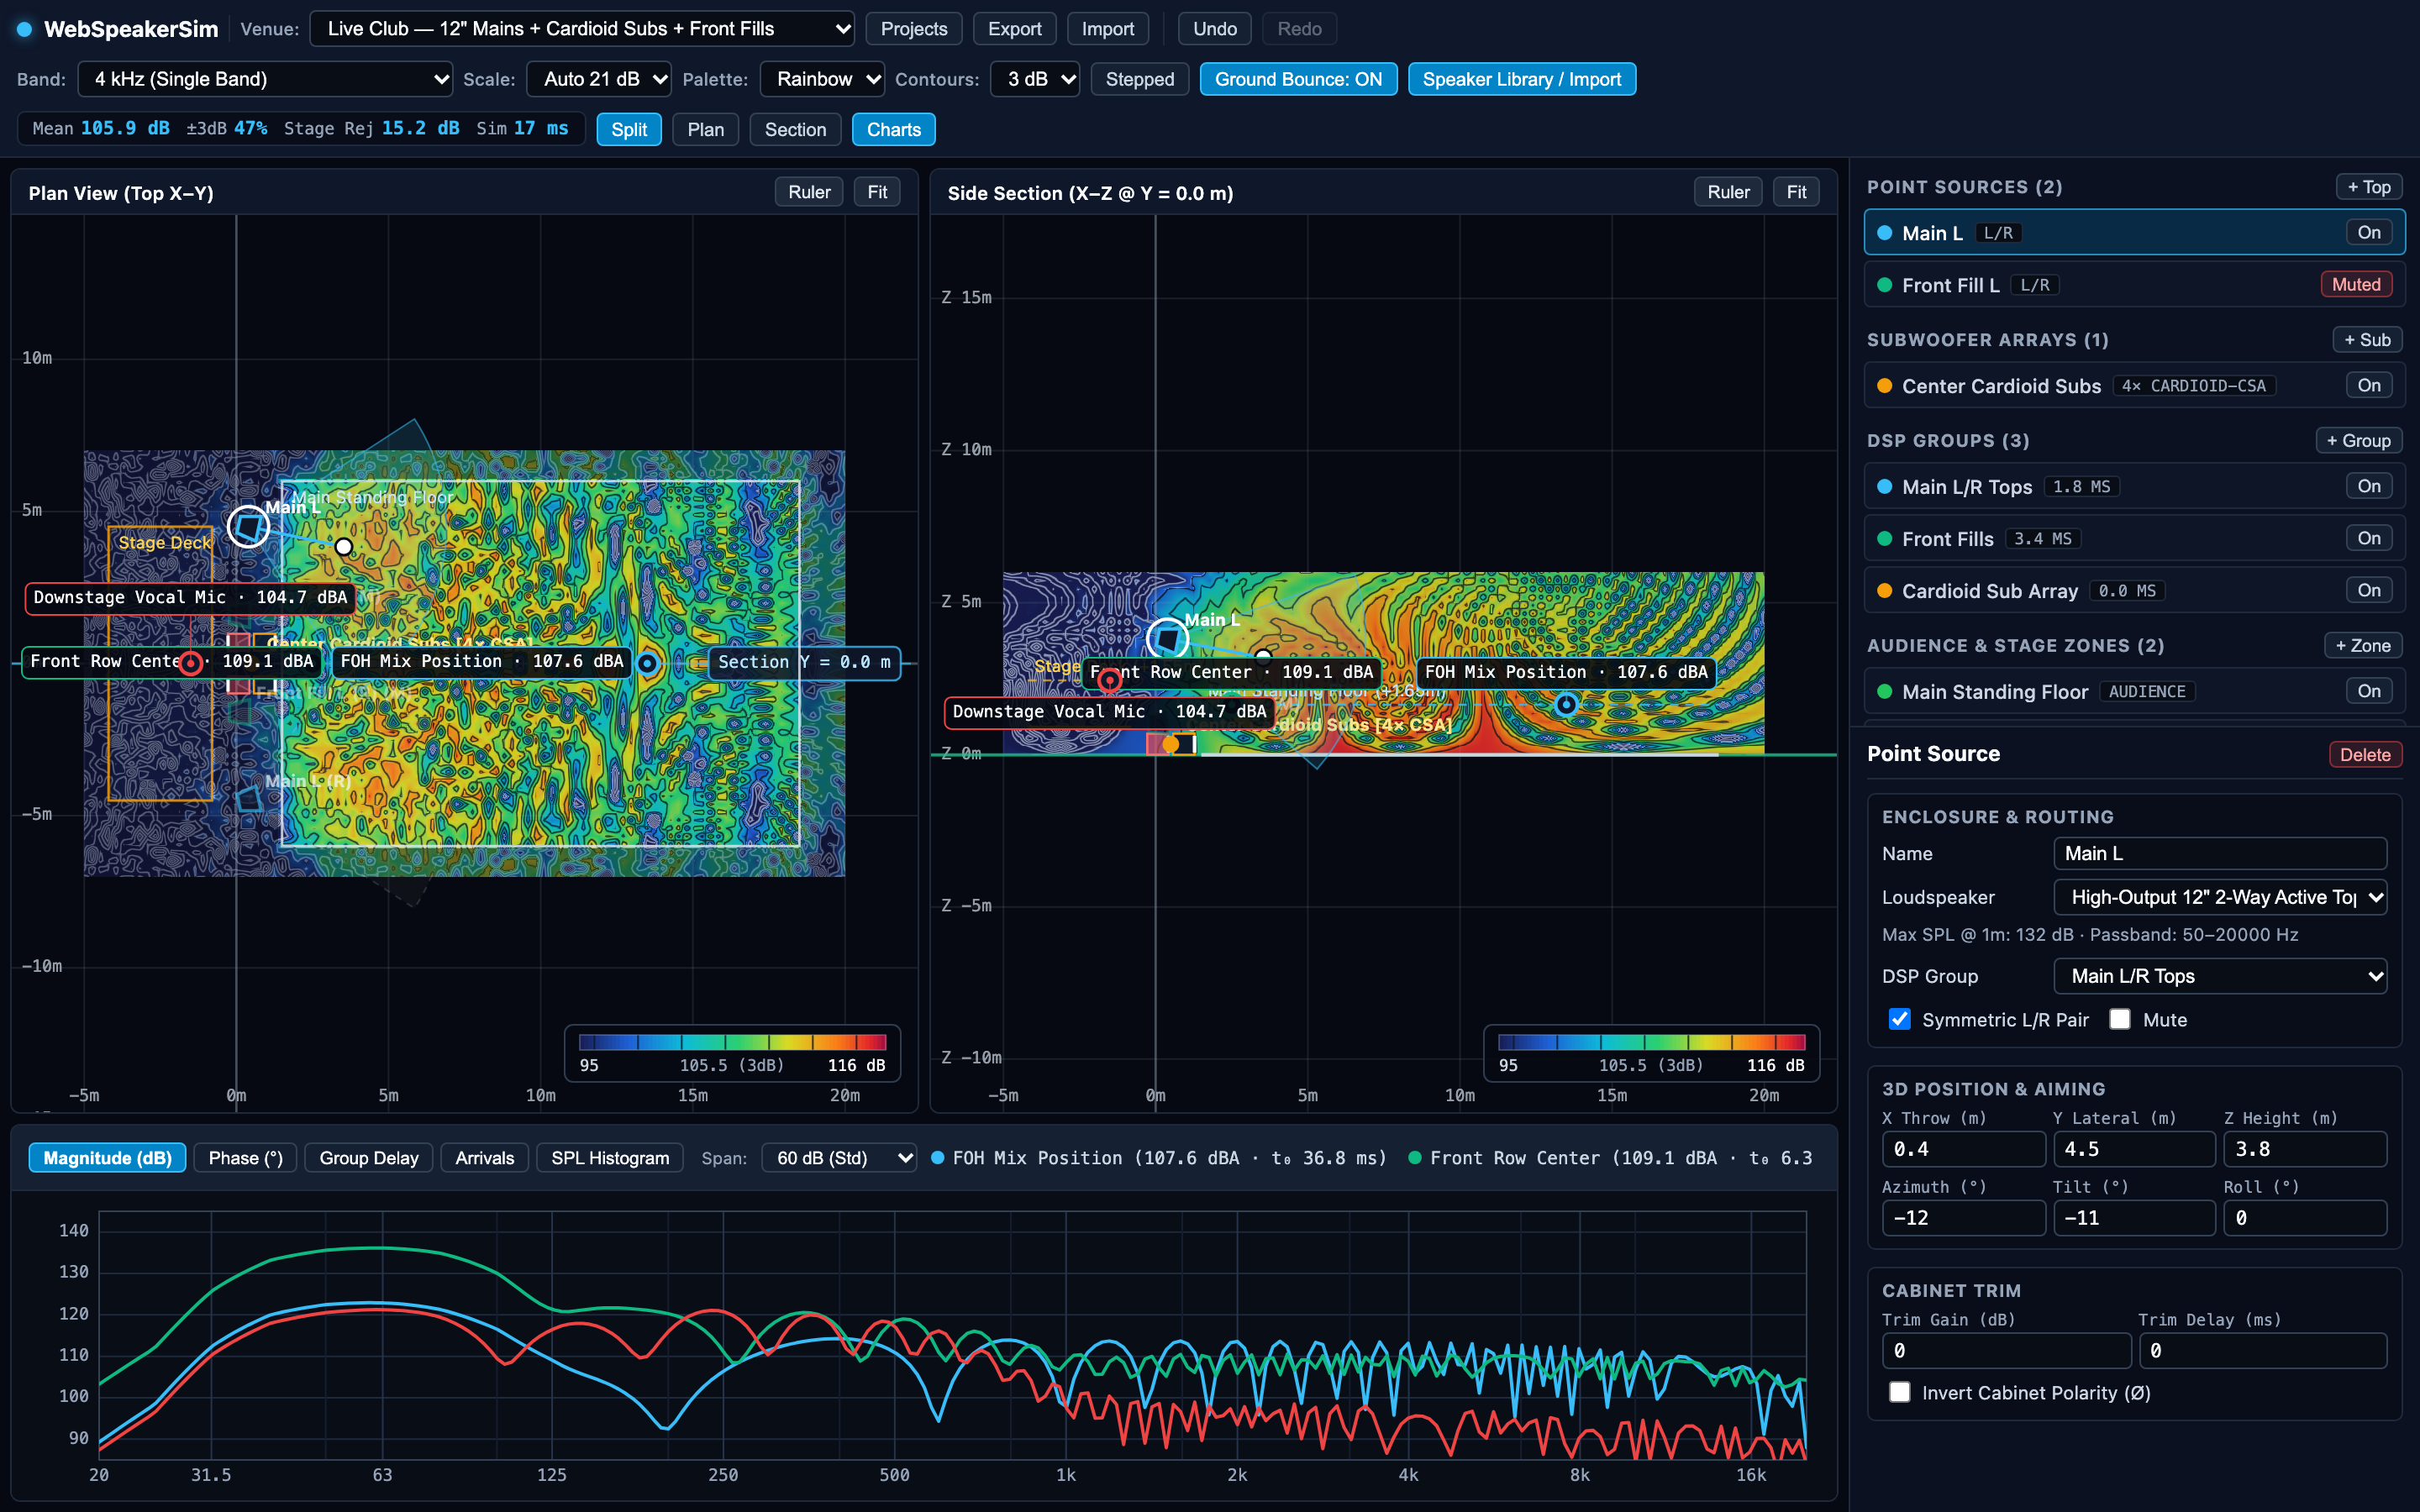 WebSpeakerSim
Venue: Live Club — 12" Mains + Cardioid Subs + Front Fills Projects Export Import Undo Redo
Band: 4 kHz (Single Band) Scale: Auto 21 dB Palette: Rainbow Contours: 3 dB Stepped Ground Bounce: ON Speaker Library / Import
Mean 105.9 dB ±3dB 47% Stage Rej 15.2 dB Sim 17 ms Split Plan Section Charts
Plan View (Top X–Y) Ruler Fit
10m
5m
−5m
−10m
−5m 0m 5m 10m 15m 20m
Main Standing Floor
Main L
Stage Deck
Downstage Vocal Mic · 104.7 dBA
Center Cardioid Subs [4× CSA]
Front Row Cente · 109.1 dBA
FOH Mix Position · 107.6 dBA
Section Y = 0.0 m
Main L (R)
95 105.5 (3dB) 116 dB
Side Section (X–Z @ Y = 0.0 m) Ruler Fit
Z 15m
Z 10m
Z 5m
Z 0m
Z −5m
Z −10m
−5m 0m 5m 10m 15m 20m
Main L
Stage
Front Row Center · 109.1 dBA
FOH Mix Position · 107.6 dBA
Main Standing Floor (+1.65m)
Downstage Vocal Mic · 104.7 dBA
Center Cardioid Subs [4× CSA]
95 105.5 (3dB) 116 dB
Magnitude (dB) Phase (°) Group Delay Arrivals SPL Histogram Span: 60 dB (Std) FOH Mix Position (107.6 dBA · t₀ 36.8 ms) Front Row Center (109.1 dBA · t₀ 6.3
140
130
120
110
100
90
20 31.5 63 125 250 500 1k 2k 4k 8k 16k
POINT SOURCES (2) + Top
Main L L/R On
Front Fill L L/R Muted
SUBWOOFER ARRAYS (1) + Sub
Center Cardioid Subs 4× CARDIOID-CSA On
DSP GROUPS (3) + Group
Main L/R Tops 1.8 MS On
Front Fills 3.4 MS On
Cardioid Sub Array 0.0 MS On
AUDIENCE & STAGE ZONES (2) + Zone
Main Standing Floor AUDIENCE On
Point Source Delete
ENCLOSURE & ROUTING
Name Main L
Loudspeaker High-Output 12" 2-Way Active Top
Max SPL @ 1m: 132 dB · Passband: 50–20000 Hz
DSP Group Main L/R Tops
Symmetric L/R Pair Mute
3D POSITION & AIMING
X Throw (m) Y Lateral (m) Z Height (m)
0.4 4.5 3.8
Azimuth (°) Tilt (°) Roll (°)
−12 −11 0
CABINET TRIM
Trim Gain (dB) Trim Delay (ms)
0 0
Invert Cabinet Polarity (Ø)